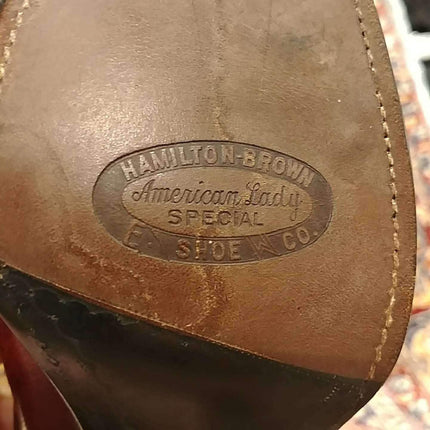 HAMILTON-BROWN
American Lady
SPECIAL
SHOE CO.